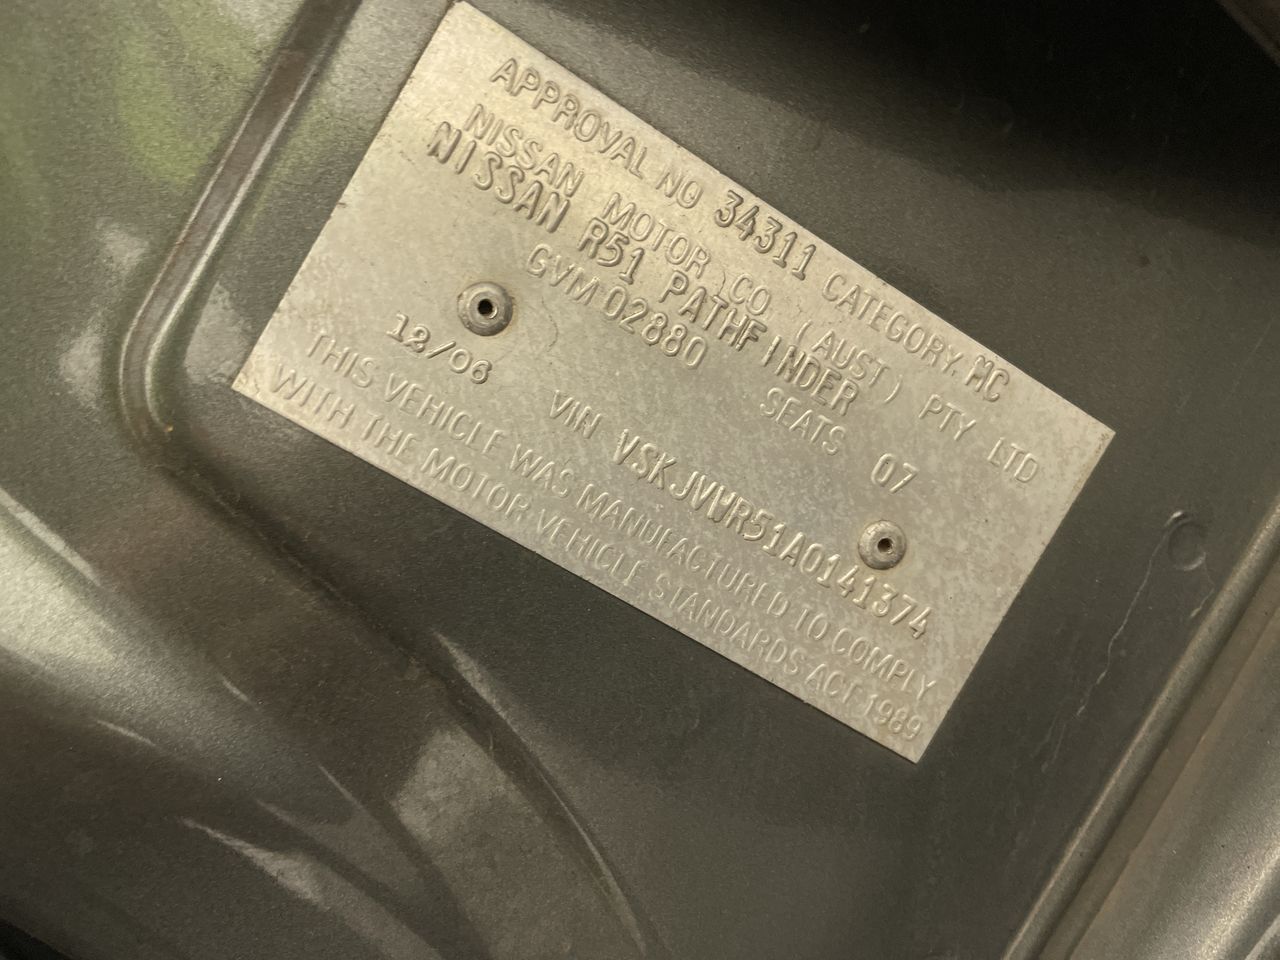 APPROVAL NO 34311 CATEGORY. MC
NISSAN MOTOR CO (AUST) PTY LTD
NISSAN R51 PATHFINDER
GVM 02880 SEATS 07
12/06 VIN VSKJVWR51A0141374
THIS VEHICLE WAS MANUFACTURED TO COMPLY
WITH THE MOTOR VEHICLE STANDARDS ACT 1989